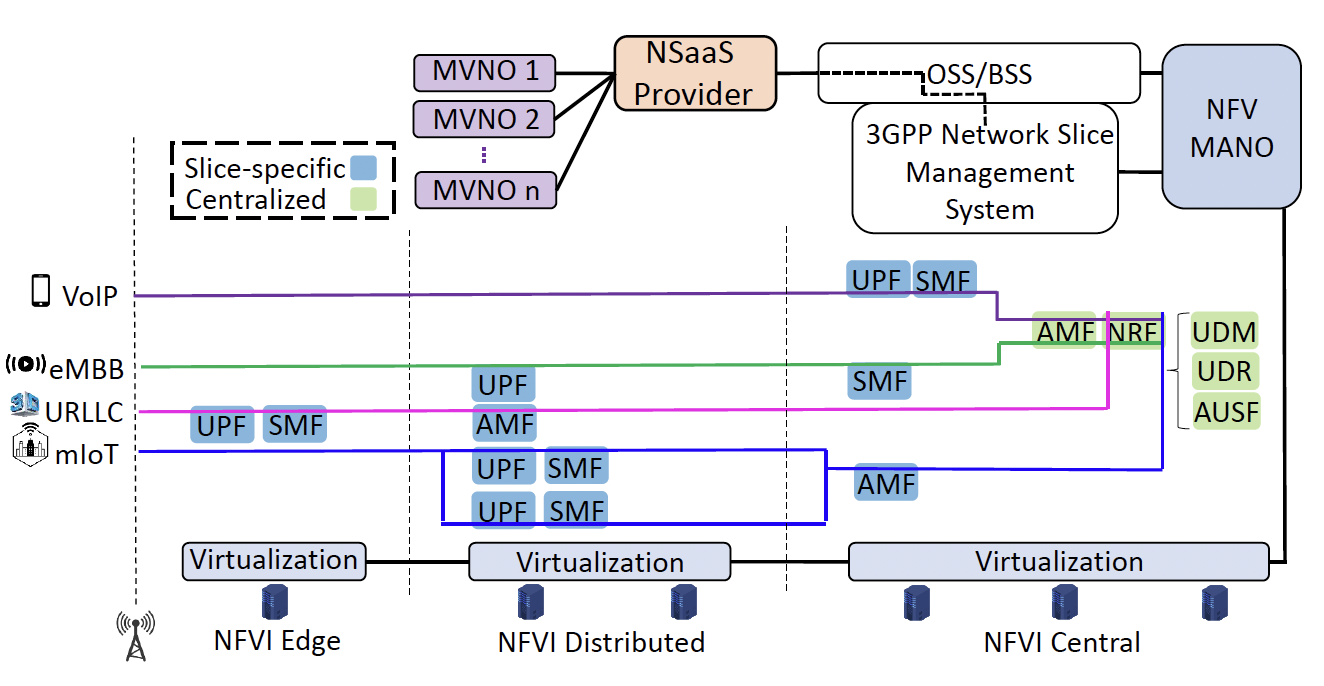 MVNO 1
MVNO 2
MVNO n
NSaaS
Provider
OSS/BSS
3GPP Network Slice
Management
System
NFV
MANO
Slice-specific
Centralized
VoIP
UPF SMF
AMF NRF
UDM
UDR
AUSF
eMBB
UPF
SMF
3D
URLLC
UPF SMF
AMF
mIoT
UPF SMF
UPF SMF
AMF
Virtualization
Virtualization
Virtualization
NFVI Edge
NFVI Distributed
NFVI Central